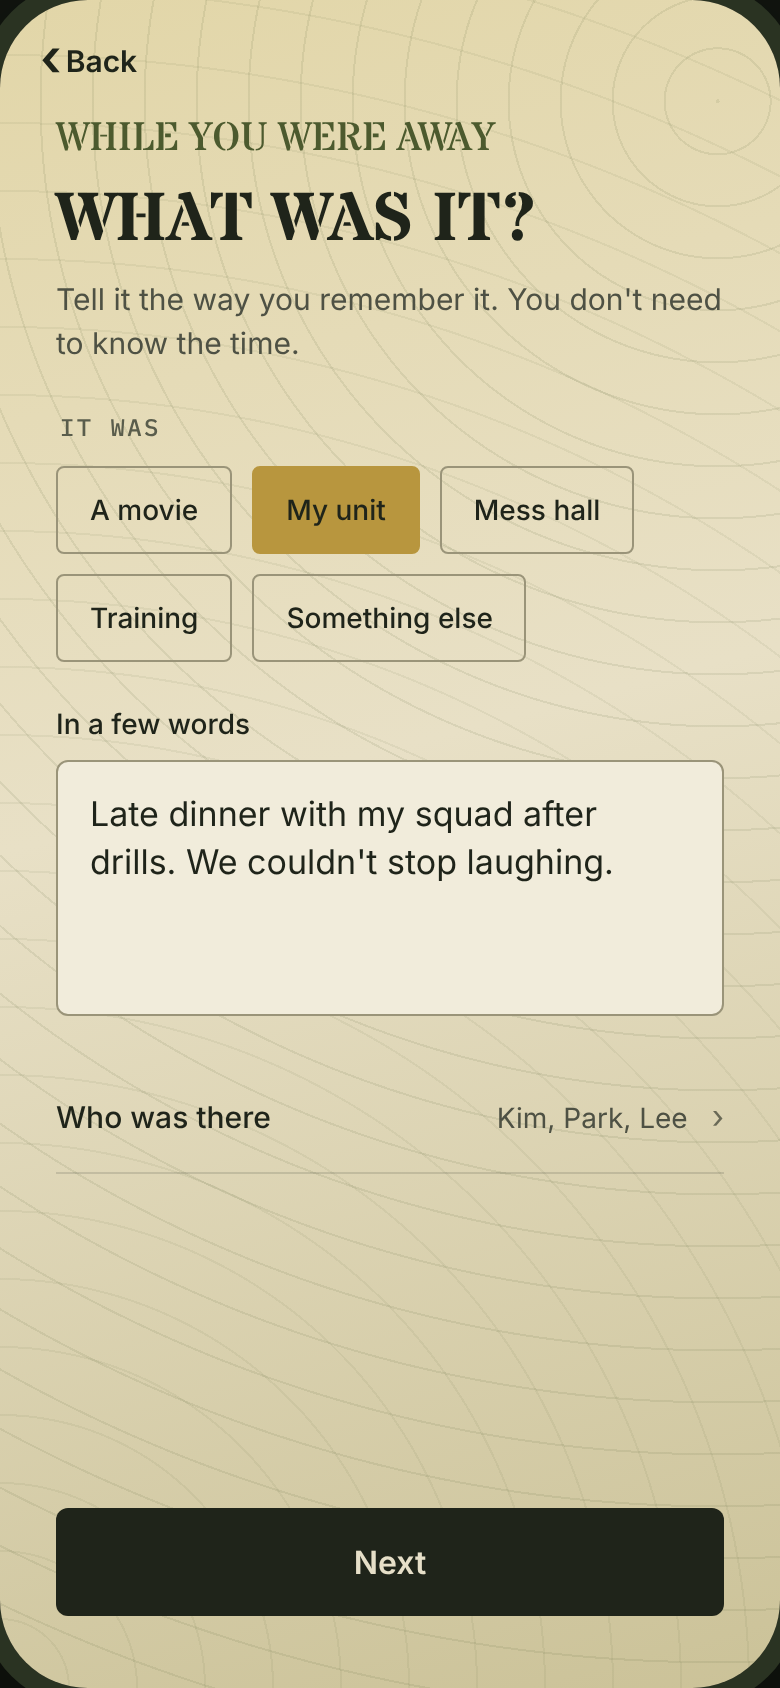 Back
WHILE YOU WERE AWAY
WHAT WAS IT?
Tell it the way you remember it. You don't need
to know the time.
IT WAS
A movie
My unit
Mess hall
Training
Something else
In a few words
Late dinner with my squad after
drills. We couldn't stop laughing.
Who was there
Kim, Park, Lee
Next